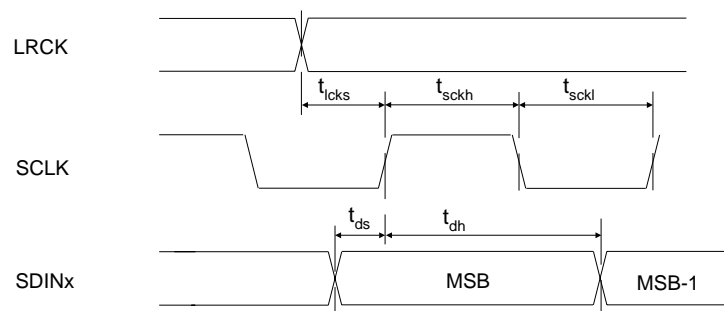 LRCK
t_lcks t_sckh t_sckl
SCLK
t_ds t_dh
SDINx MSB MSB-1